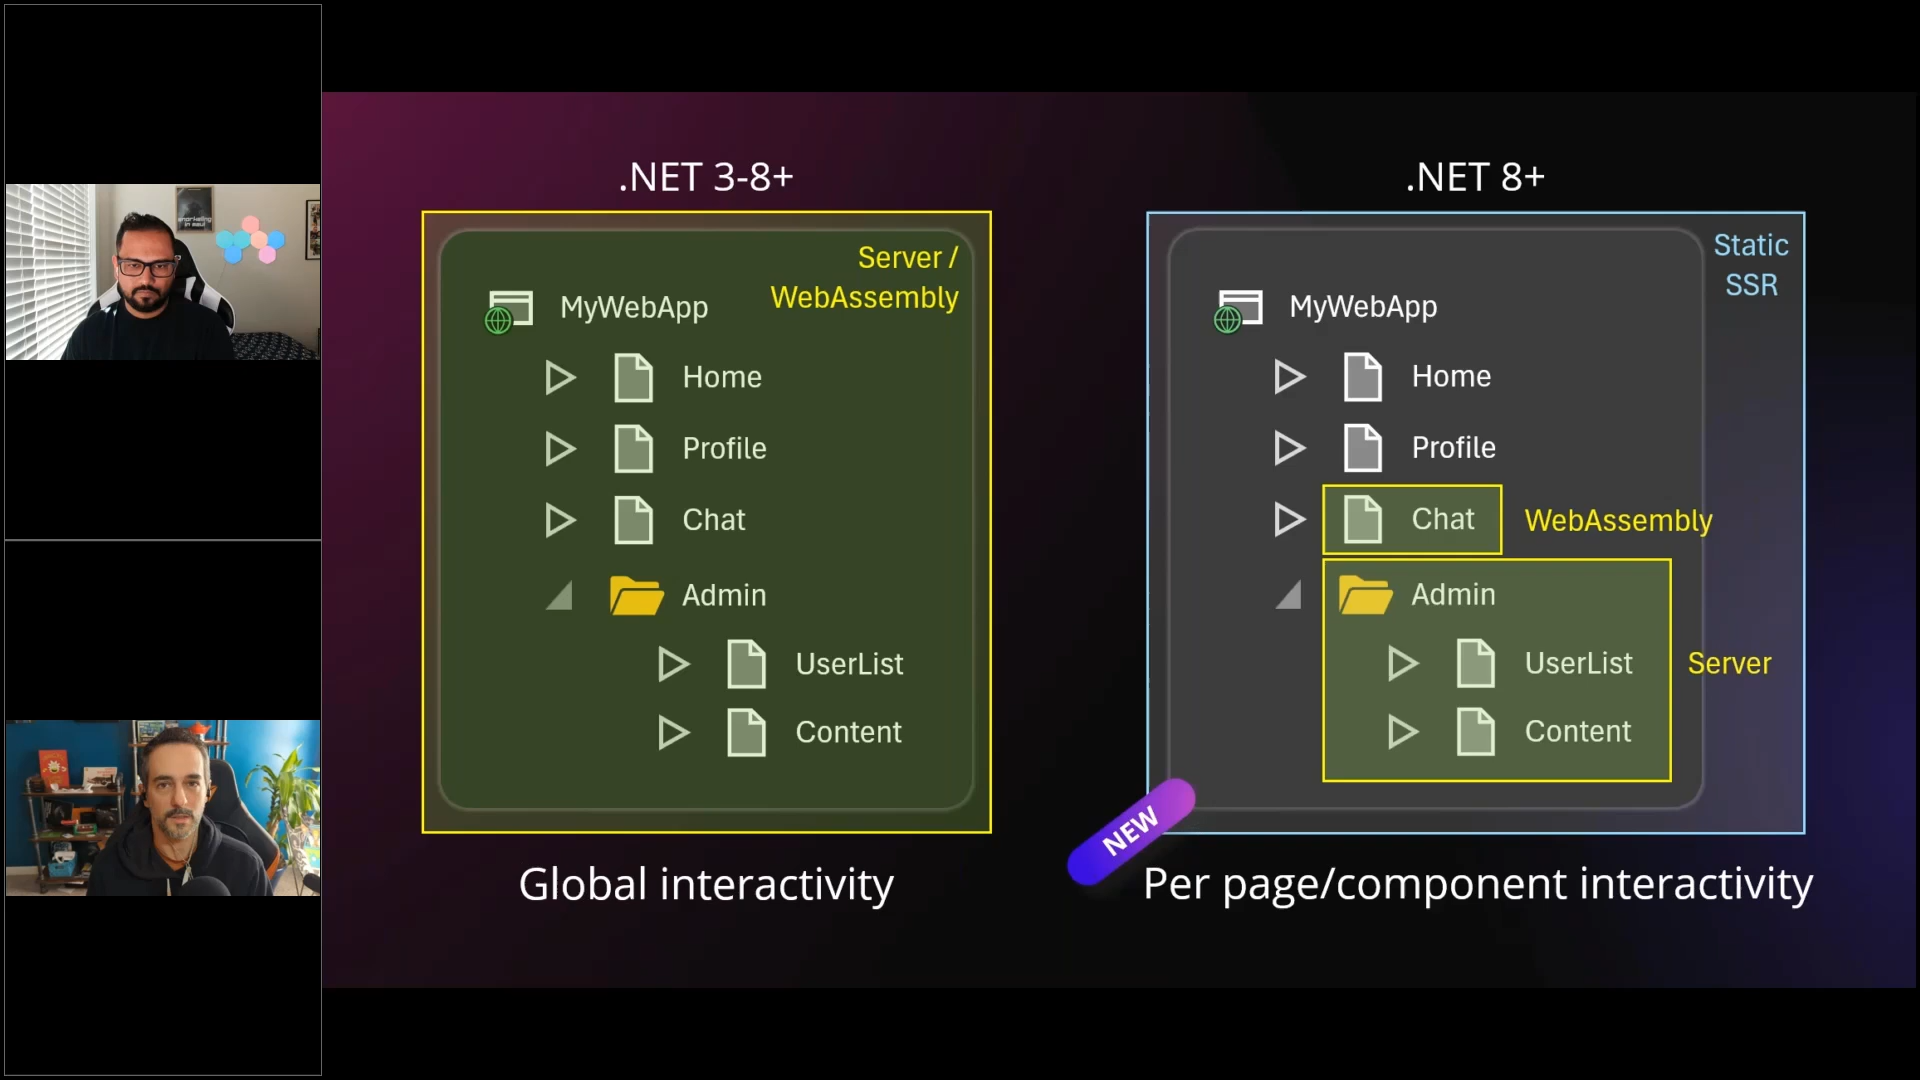 .NET 3-8+
Server /
WebAssembly
MyWebApp
Home
Profile
Chat
Admin
UserList
Content
Global interactivity
.NET 8+
Static
SSR
MyWebApp
Home
Profile
Chat
WebAssembly
Admin
UserList
Server
Content
NEW
Per page/component interactivity